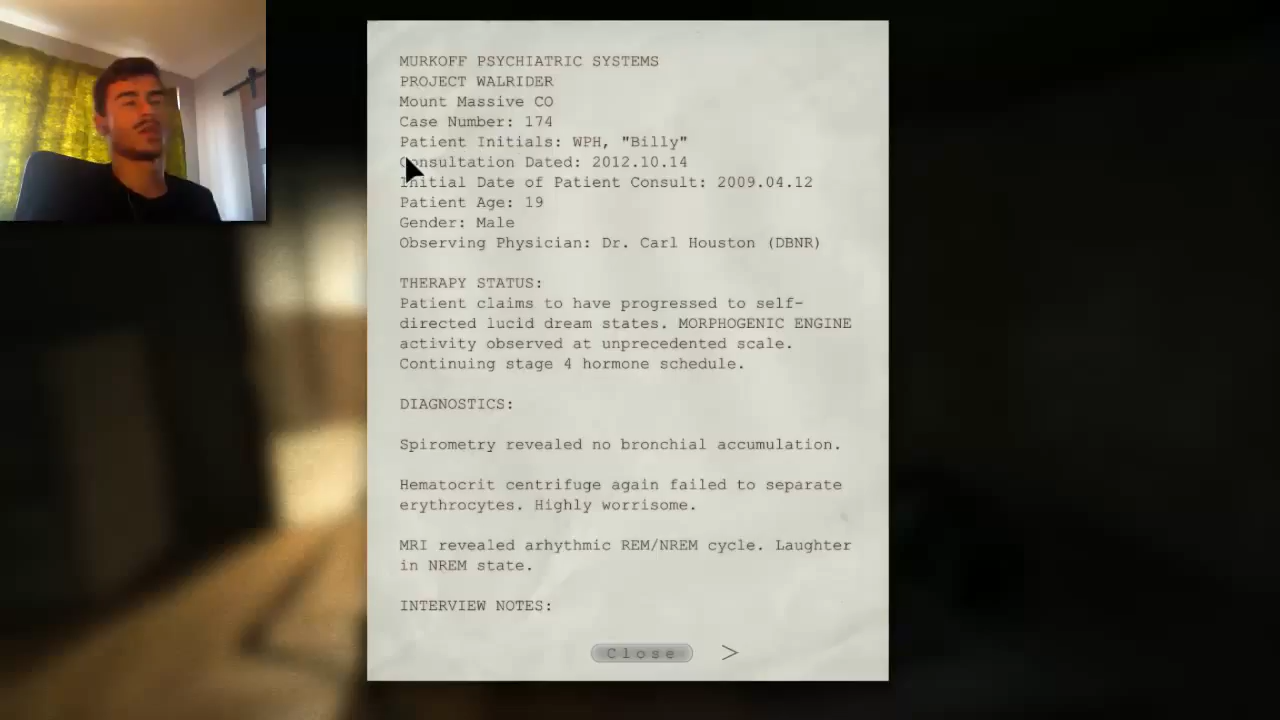 MURKOFF PSYCHIATRIC SYSTEMS
PROJECT WALRIDER
Mount Massive CO
Case Number: 174
Patient Initials: WPH, "Billy"
Consultation Dated: 2012.10.14
Initial Date of Patient Consult: 2009.04.12
Patient Age: 19
Gender: Male
Observing Physician: Dr. Carl Houston (DBNR)
THERAPY STATUS:
Patient claims to have progressed to self-
directed lucid dream states. MORPHOGENIC ENGINE
activity observed at unprecedented scale.
Continuing stage 4 hormone schedule.
DIAGNOSTICS:
Spirometry revealed no bronchial accumulation.
Hematocrit centrifuge again failed to separate
erythrocytes. Highly worrisome.
MRI revealed arhythmic REM/NREM cycle. Laughter
in NREM state.
INTERVIEW NOTES:
Close >